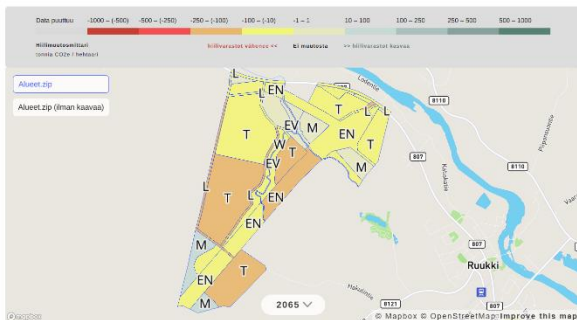 Data puuttuu
-1000 – (-500)
-500 – (-250)
-250 – (-100)
-100 – (-10)
-1 – 1
10 – 100
100 – 250
250 – 500
500 – 1000
Hiilimuutosmittari
tonnia CO2e / hehtaari
hiilivarastot vähenee <<
Ei muutosta
>> hiilivarastot kasvaa
Alueet.zip
Alueet.zip (ilman kaavaa)
L
EN
L
T
L
L
EV
M
T
EN
W
T
T
EV
M
L
T
L
EN
EN
M
T
EN
M
8110
807
8110
807
807
8121
Ruukki
2065
mapbox
© Mapbox © OpenStreetMap Improve this map